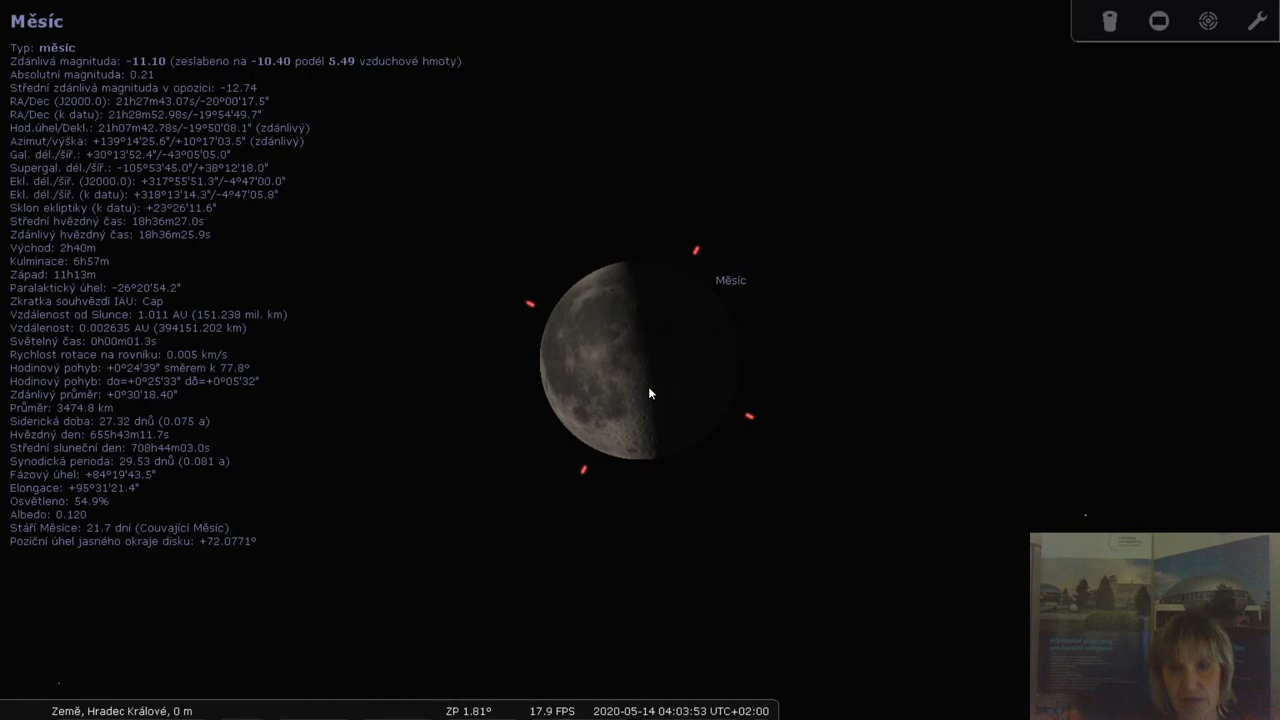 Měsíc
Typ: měsíc
Zdánlivá magnituda: -11.10 (zeslabeno na -10.40 podél 5.49 vzduchové hmoty)
Absolutní magnituda: 0.21
Střední zdánlivá magnituda v opozici: -12.74
RA/Dec (J2000.0): 21h27m43.07s/-20°00'17.5"
RA/Dec (k datu): 21h28m52.98s/-19°54'49.7"
Hod.úhel/Dekl.: 21h07m42.78s/-19°50'08.1" (zdánlivý)
Azimut/výška: +139°14'25.6"/+10°17'03.5" (zdánlivý)
Gal. dél./šíř.: +30°13'52.4"/-43°05'05.0"
Supergal. dél./šíř.: -105°53'45.0"/+38°12'18.0"
Ekl. dél./šíř. (J2000.0): +317°55'51.3"/-4°47'00.0"
Ekl. dél./šíř. (k datu): +318°13'14.3"/-4°47'05.8"
Sklon ekliptiky (k datu): +23°26'11.6"
Střední hvězdný čas: 18h36m27.0s
Zdánlivý hvězdný čas: 18h36m25.9s
Východ: 2h40m
Kulminace: 6h57m
Západ: 11h13m
Paralaktický úhel: -26°20'54.2"
Zkratka souhvězdí IAU: Cap
Vzdálenost od Slunce: 1.011 AU (151.238 mil. km)
Vzdálenost: 0.002635 AU (394151.202 km)
Světelný čas: 0h00m01.3s
Rychlost rotace na rovníku: 0.005 km/s
Hodinový pohyb: +0°24'39" směrem k 77.8°
Hodinový pohyb: dα=+0°25'33" dδ=+0°05'32"
Zdánlivý průměr: +0°30'18.40"
Průměr: 3474.8 km
Siderická doba: 27.32 dnů (0.075 a)
Hvězdný den: 655h43m11.7s
Střední sluneční den: 708h44m03.0s
Synodická perioda: 29.53 dnů (0.081 a)
Fázový úhel: +84°19'43.5"
Elongace: +95°31'21.4"
Osvětleno: 54.9%
Albedo: 0.120
Stáří Měsíce: 21.7 dní (Couvající Měsíc)
Poziční úhel jasného okraje disku: +72.0771°
Měsíc
Země, Hradec Králové, 0 m
ZP 1.81°
17.9 FPS
2020-05-14 04:03:53 UTC+02:00